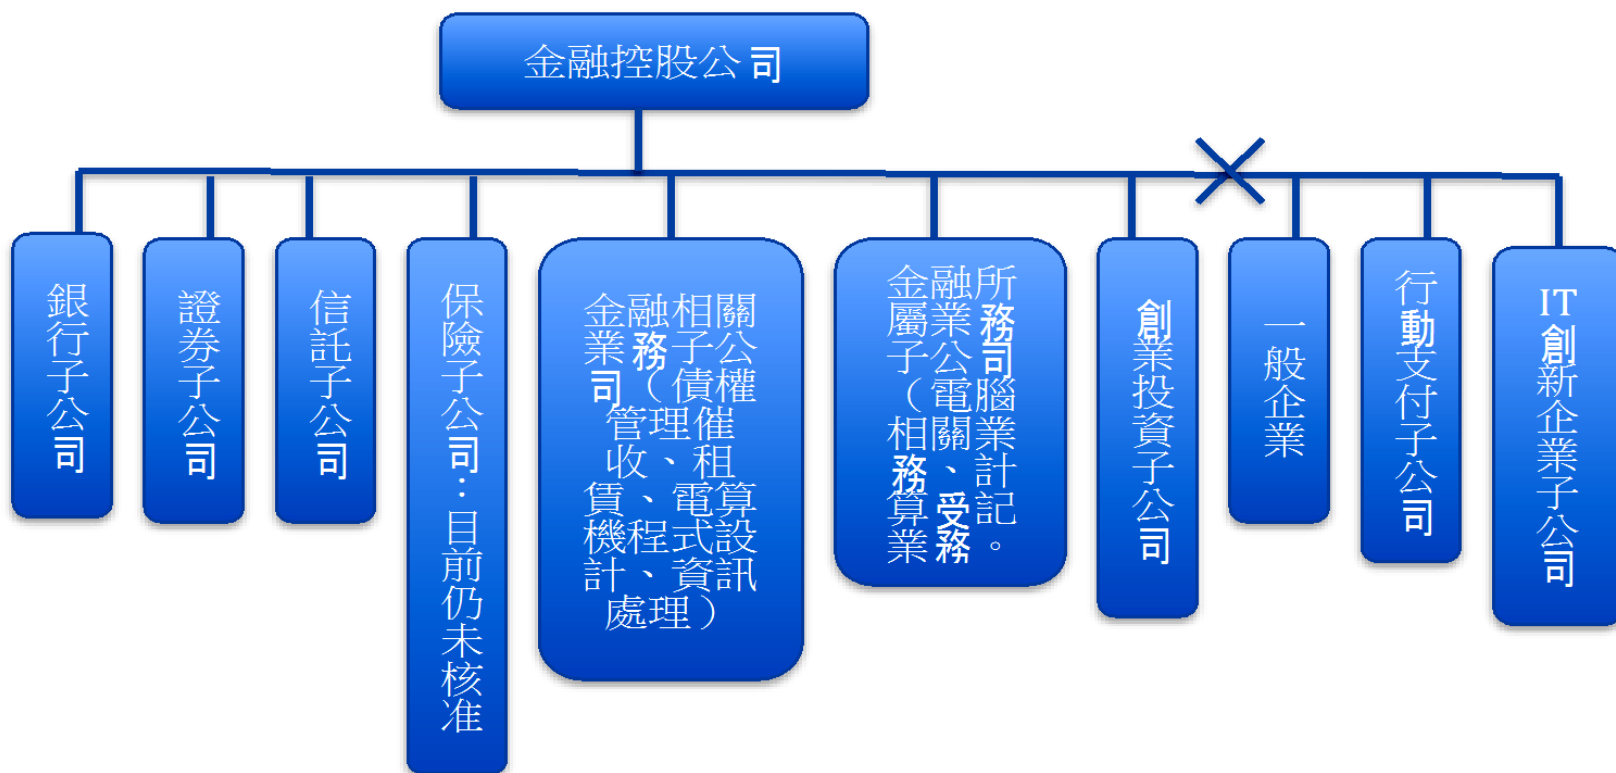 金融控股公司
銀行子公司
證券子公司
信託子公司
保險子公司：目前仍未核准
金融相關
業務子公
司（債權
管理催
收、租
賃、電算
機程式設
計、資訊
處理）
金融所
屬業務
子公司
（電腦
相關業
務、計
算受記
業務。
創業投資子公司
一般企業
行動支付子公司
IT創新企業子公司